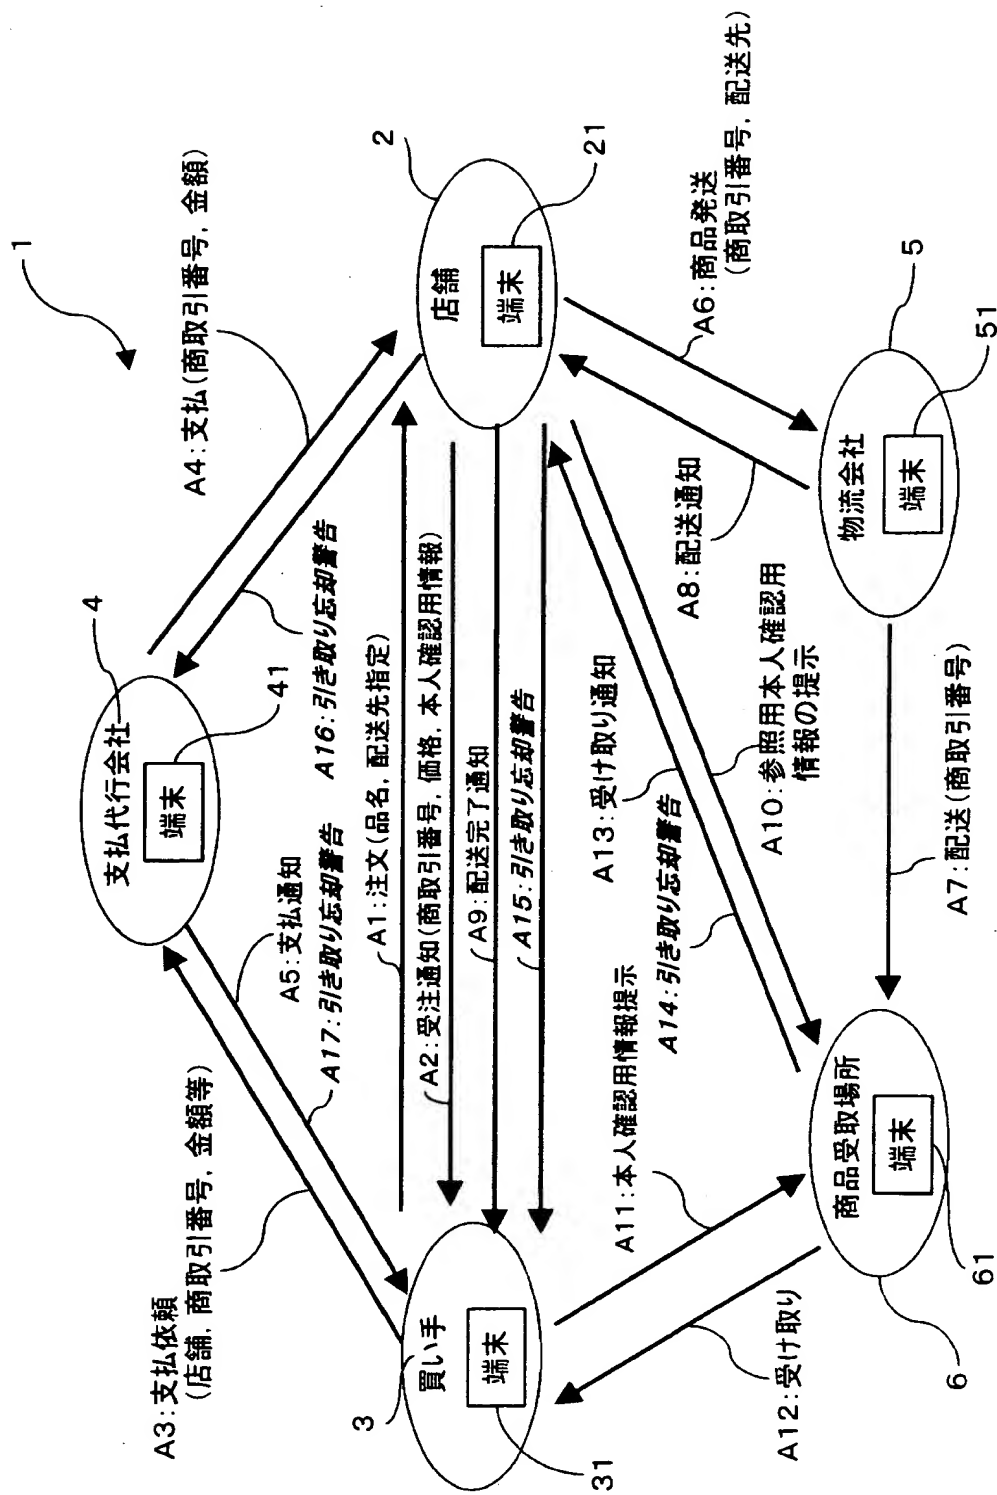 1
A4:支払(商取引番号, 金額)
2
店舗
端末
21
A6:商品発送
(商取引番号, 配送先)
5
物流会社
端末
51
A8:配送通知
4
支払代行会社
端末
41
A16:引き取り忘却警告
A5:支払通知
A17:引き取り忘却警告
A1:注文(品名, 配送先指定)
A2:受注通知(商取引番号, 価格, 本人確認用情報)
A9:配送完了通知
A15:引き取り忘却警告
A13:受け取り通知
A14:引き取り忘却警告
A10:参照用本人確認用
情報の提示
A7:配送(商取引番号)
A3:支払依頼
(店舗, 商取引番号, 金額等)
3
買い手
端末
31
A11:本人確認用情報提示
A12:受け取り
商品受取場所
端末
61
6